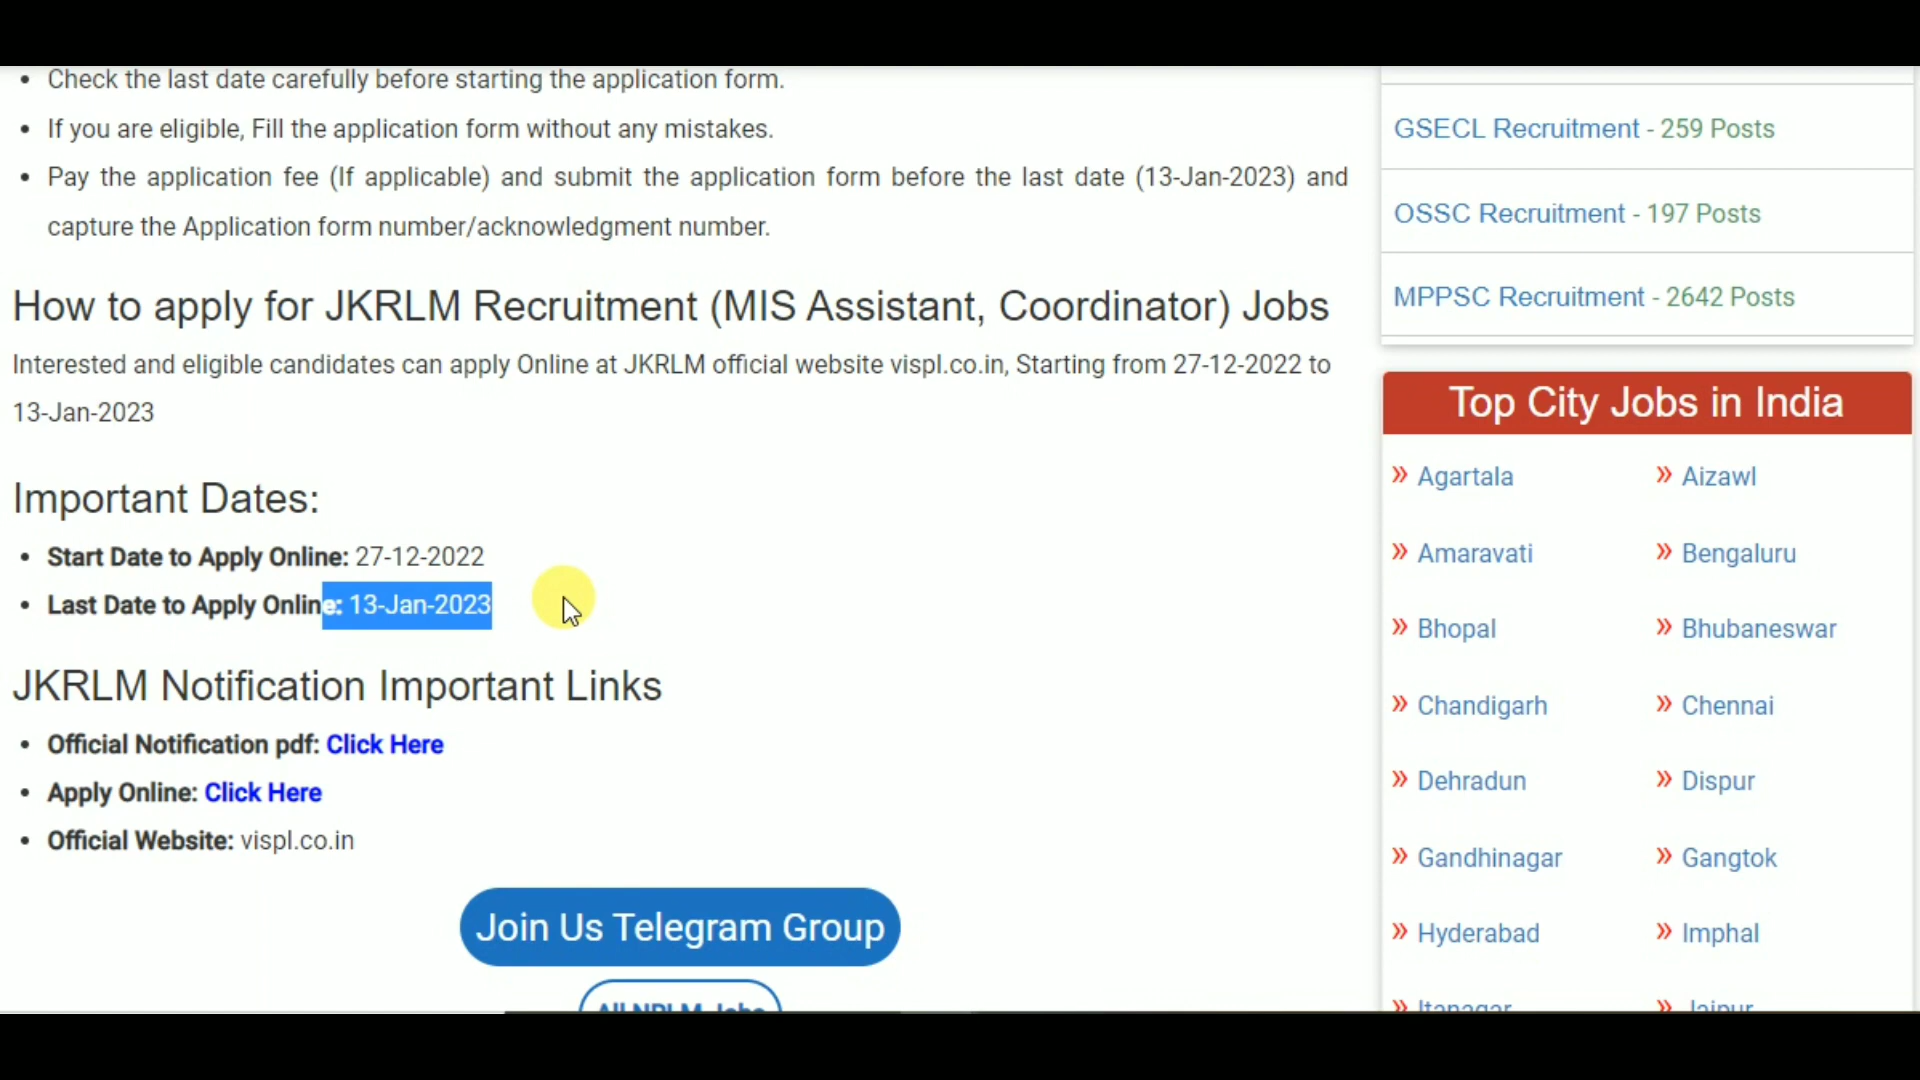 • Check the last date carefully before starting the application form.
• If you are eligible, Fill the application form without any mistakes.
• Pay the application fee (If applicable) and submit the application form before the last date (13-Jan-2023) and
capture the Application form number/acknowledgment number.
How to apply for JKRLM Recruitment (MIS Assistant, Coordinator) Jobs
Interested and eligible candidates can apply Online at JKRLM official website vispl.co.in, Starting from 27-12-2022 to
13-Jan-2023
Important Dates:
• Start Date to Apply Online: 27-12-2022
• Last Date to Apply Online: 13-Jan-2023
JKRLM Notification Important Links
• Official Notification pdf: Click Here
• Apply Online: Click Here
• Official Website: vispl.co.in
Join Us Telegram Group
All NRLM Jobs
GSECL Recruitment - 259 Posts
OSSC Recruitment - 197 Posts
MPPSC Recruitment - 2642 Posts
Top City Jobs in India
» Agartala » Aizawl
» Amaravati » Bengaluru
» Bhopal » Bhubaneswar
» Chandigarh » Chennai
» Dehradun » Dispur
» Gandhinagar » Gangtok
» Hyderabad » Imphal
» Itanagar » Jaipur